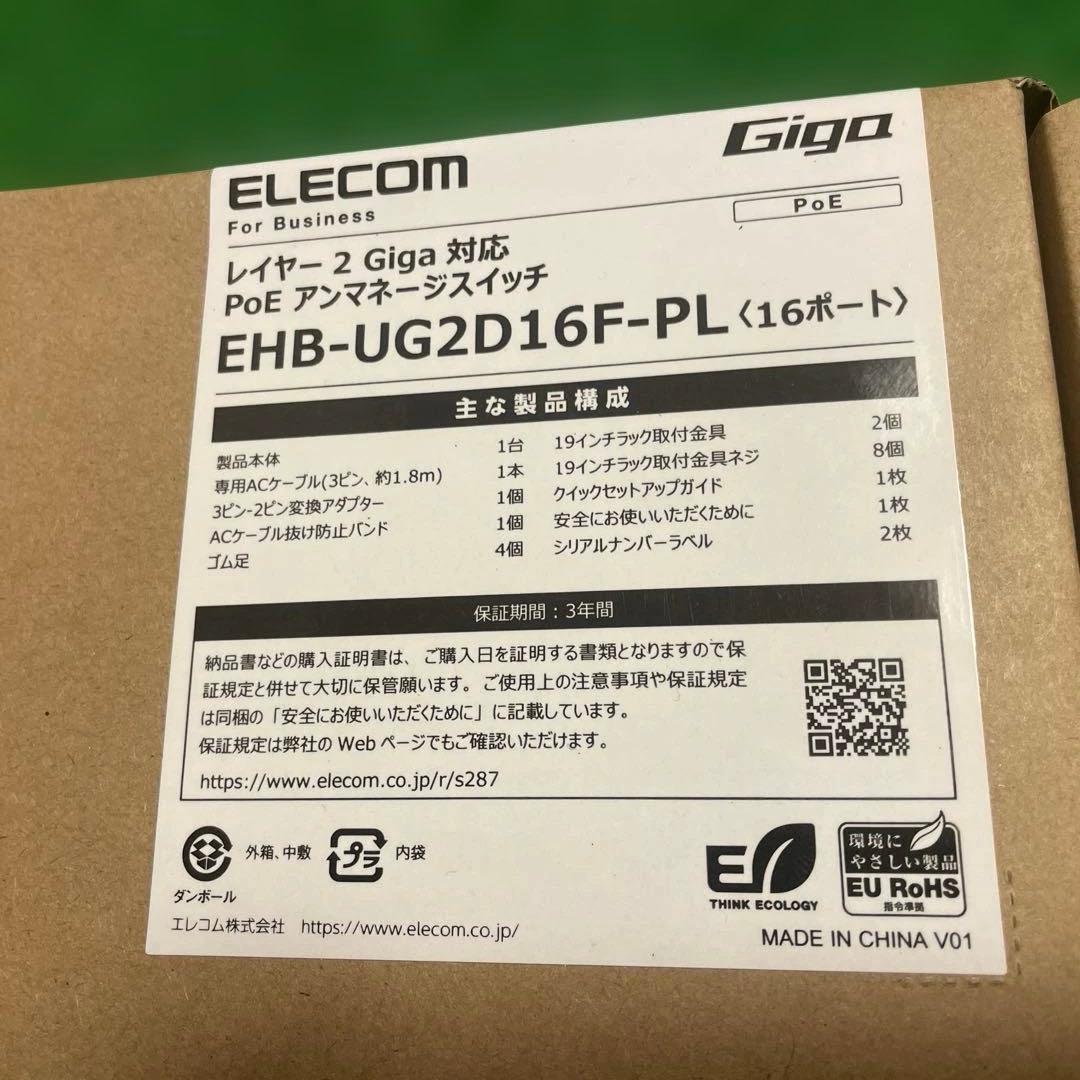 ELECOM
For Business
Giga
PoE
レイヤー 2 Giga 対応
PoE アンマネージスイッチ
EHB-UG2D16F-PL〈16ポート〉
主な製品構成
製品本体 1台
専用ACケーブル(3ピン、約1.8m) 1本
3ピン-2ピン変換アダプター 1個
ACケーブル抜け防止バンド 1個
ゴム足 4個
19インチラック取付金具 2個
19インチラック取付金具ネジ 8個
クイックセットアップガイド 1枚
安全にお使いいただくために 1枚
シリアルナンバーラベル 2枚
保証期間：3年間
納品書などの購入証明書は、ご購入日を証明する書類となりますので保
証規定と併せて大切に保管願います。ご使用上の注意事項や保証規定
は同梱の「安全にお使いいただくために」に記載しています。
保証規定は弊社の Web ページでもご確認いただけます。
https://www.elecom.co.jp/r/s287
ダンボール
外箱、中敷
プラ
内袋
E
THINK ECOLOGY
環境に
やさしい製品
EU RoHS
指令準拠
エレコム株式会社 https://www.elecom.co.jp/
MADE IN CHINA V01